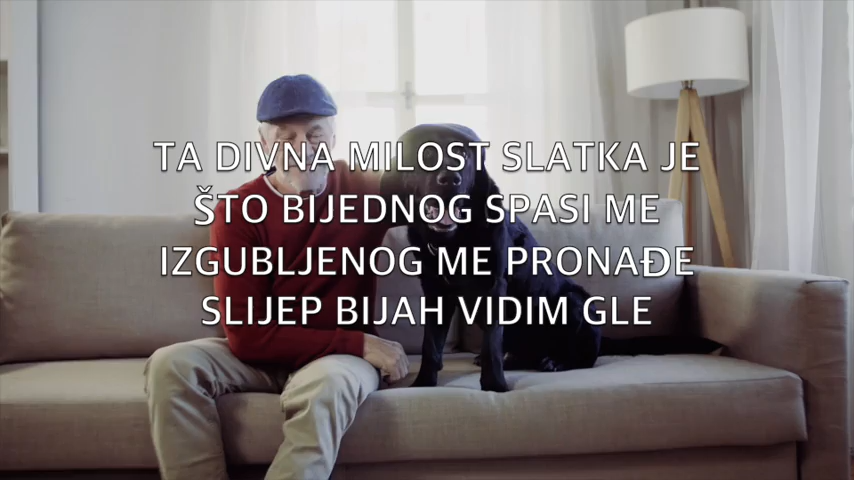 TA DIVNA MILOST SLATKA JE
ŠTO BIJEDNOG SPASI ME
IZGUBLJENOG ME PRONAĐE
SLIJEP BIJAH VIDIM GLE